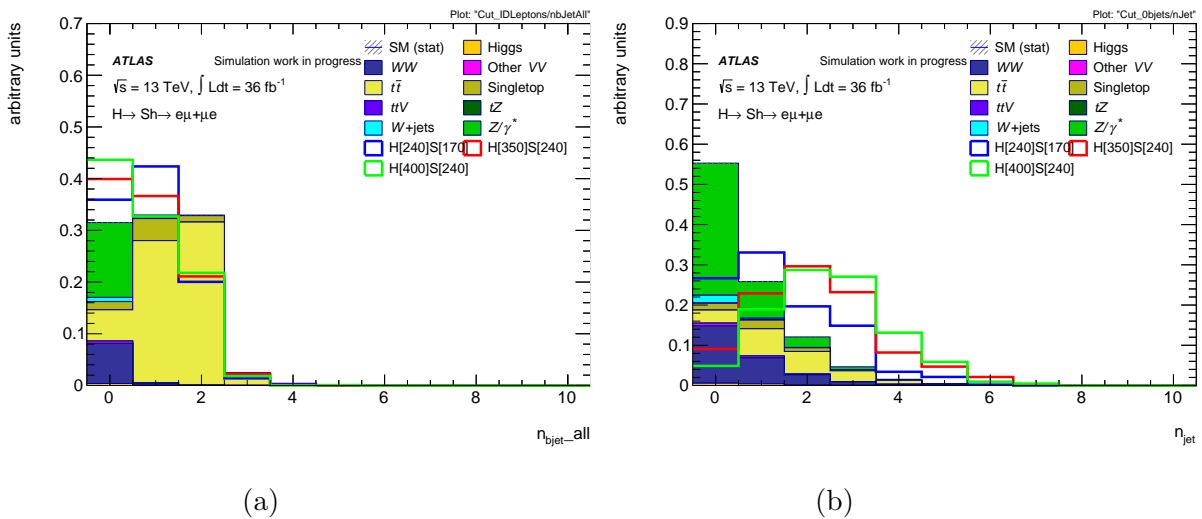 Plot: "Cut_IDLeptons/nbJetAll"
arbitrary units
0.7
0.6
0.5
0.4
0.3
0.2
0.1
0
ATLAS Simulation work in progress
√s = 13 TeV, ∫ Ldt = 36 fb⁻¹
H→ Sh→ eμ+μe
SM (stat) Higgs
WW Other VV
tt̄ Singletop
ttV tZ
W+jets Z/γ*
H[240]S[170] H[350]S[240]
H[400]S[240]
0 2 4 6 8 10
n_bjet_all
(a)
Plot: "Cut_0bjets/nJet"
arbitrary units
0.9
0.8
0.7
0.6
0.5
0.4
0.3
0.2
0.1
0
ATLAS Simulation work in progress
√s = 13 TeV, ∫ Ldt = 36 fb⁻¹
H→ Sh→ eμ+μe
SM (stat) Higgs
WW Other VV
tt̄ Singletop
ttV tZ
W+jets Z/γ*
H[240]S[170] H[350]S[240]
H[400]S[240]
0 2 4 6 8 10
n_jet
(b)